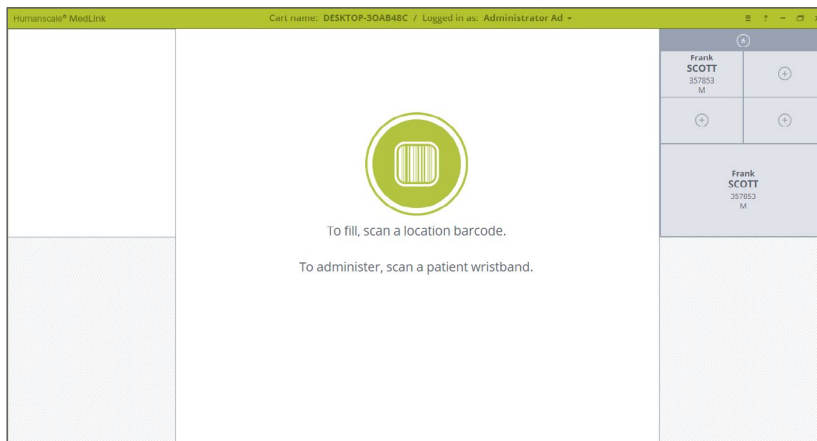 Humanscale® MedLink
Cart name: DESKTOP-3OAB48C / Logged in as: Administrator Ad
Frank
SCOTT
357853
M
Frank
SCOTT
357853
M
To fill, scan a location barcode.
To administer, scan a patient wristband.